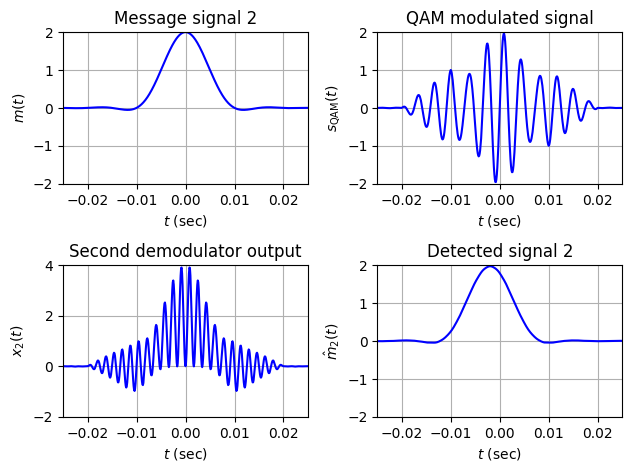 Message signal 2
2
1
0
−1
−2
m(t)
−0.02 −0.01 0.00 0.01 0.02
t (sec)
QAM modulated signal
2
1
0
−1
−2
s_QAM(t)
−0.02 −0.01 0.00 0.01 0.02
t (sec)
Second demodulator output
4
2
0
−2
x₂(t)
−0.02 −0.01 0.00 0.01 0.02
t (sec)
Detected signal 2
2
1
0
−1
−2
m̂₂(t)
−0.02 −0.01 0.00 0.01 0.02
t (sec)